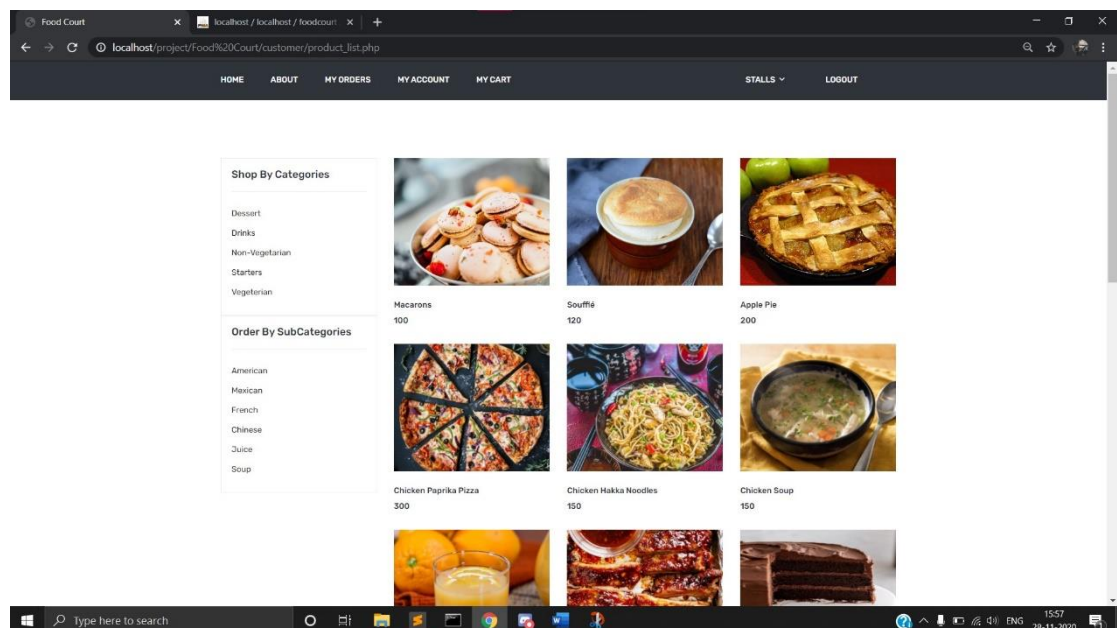 Food Court
localhost / localhost / foodcourt
localhost/project/Food%20Court/customer/product_list.php
HOME ABOUT MY ORDERS MY ACCOUNT MY CART STALLS LOGOUT
Shop By Categories
Dessert
Drinks
Non-Vegetarian
Starters
Vegeterian
Order By SubCategories
American
Mexican
French
Chinese
Juice
Soup
Macarons
100
Soufflé
120
Apple Pie
200
Chicken Paprika Pizza
300
Chicken Hakka Noodles
150
Chicken Soup
150
Type here to search
ENG
15:57
28-11-2020